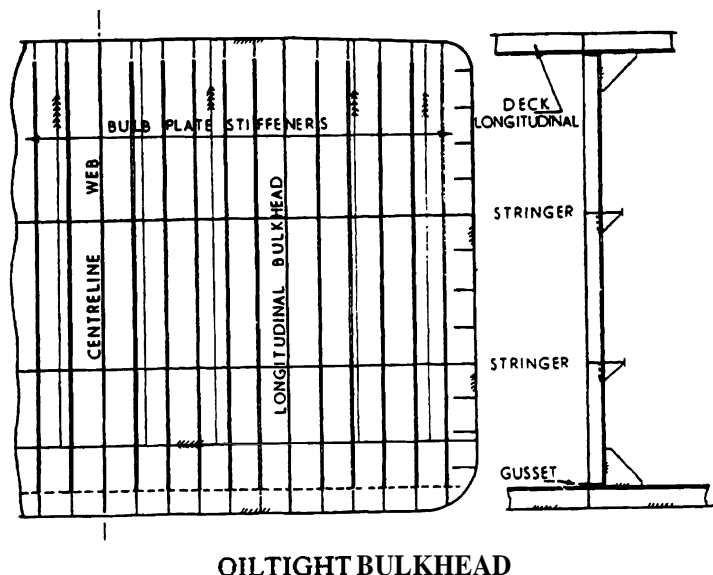 BULB PLATE STIFFENERS
CENTRELINE WEB
LONGITUDINAL BULKHEAD
DECK
LONGITUDINAL
STRINGER
STRINGER
GUSSET
OILTIGHT BULKHEAD